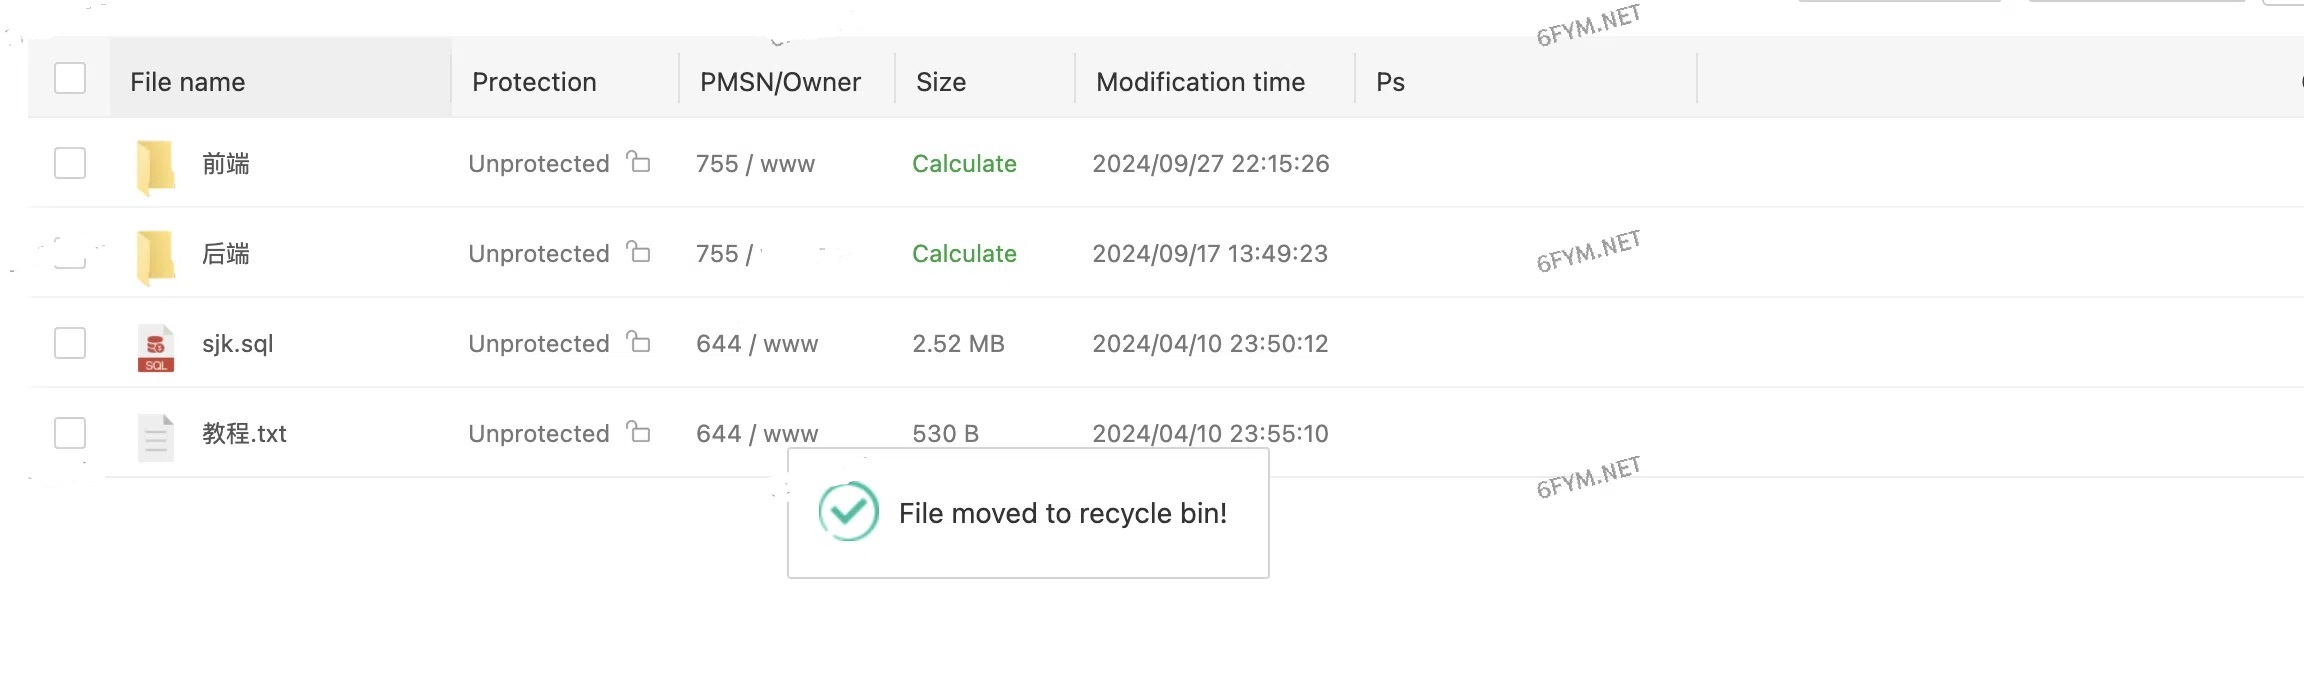 6FYM.NET
File name Protection PMSN/Owner Size Modification time Ps
前端 Unprotected 755 / www Calculate 2024/09/27 22:15:26
后端 Unprotected 755 / Calculate 2024/09/17 13:49:23
6FYM.NET
sjk.sql Unprotected 644 / www 2.52 MB 2024/04/10 23:50:12
SQL
教程.txt Unprotected 644 / www 530 B 2024/04/10 23:55:10
6FYM.NET
File moved to recycle bin!